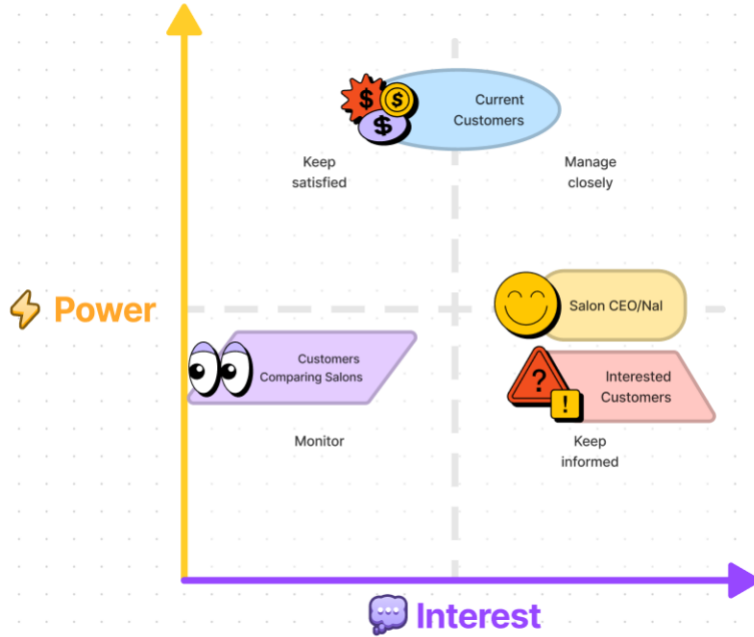 $ $ $
Current
Customers
Keep
satisfied
Manage
closely
Power
Salon CEO/Nal
Customers
Comparing Salons
?
!
Interested
Customers
Monitor
Keep
informed
Interest